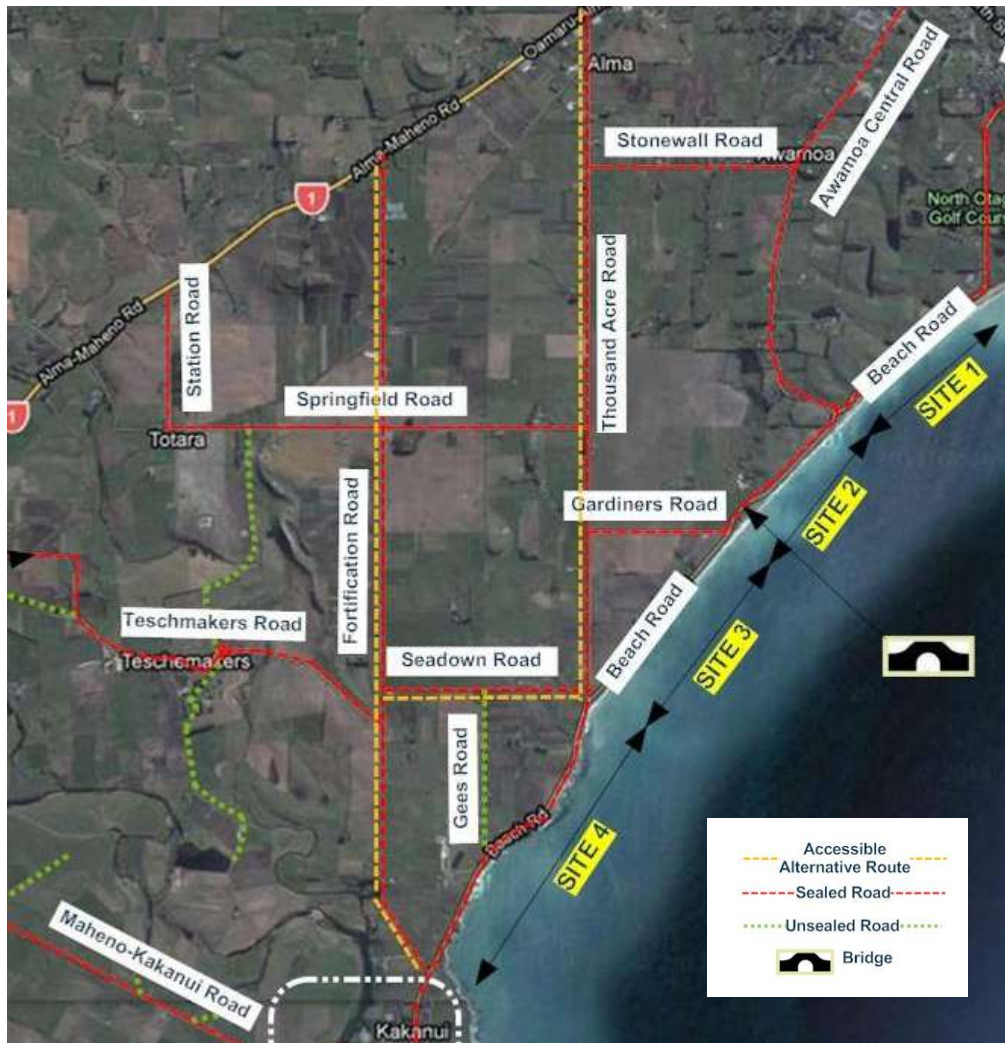 Oamaru-Alma
Alma
Awamoa Central Road
Stonewall Road
Awamoa
Alma-Maheno Rd
1
North Otag
Golf Cours
Station Road
Thousand Acre Road
Beach Road
Alma-Maheno Rd
SITE 1
1
Springfield Road
Totara
SITE 2
Gardiners Road
Fortification Road
Teschmakers Road
Beach Road
SITE 3
Teschemakers
Seadown Road
Gees Road
Beach Rd
SITE 4
Accessible
Alternative Route
Sealed Road
Unsealed Road
Bridge
Maheno-Kakanui Road
Kakanui